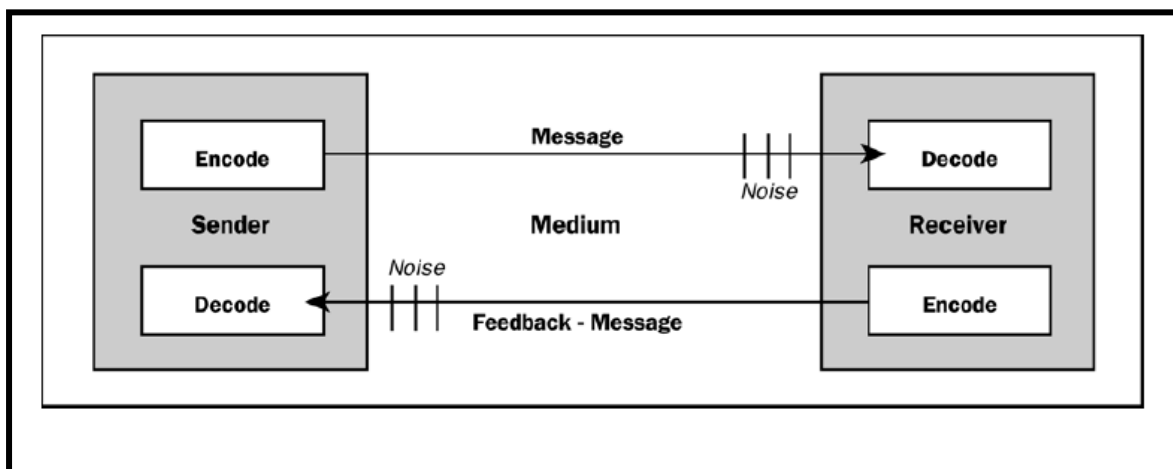 Message
Encode
Decode
Noise
Sender
Medium
Receiver
Noise
Decode
Encode
Feedback - Message